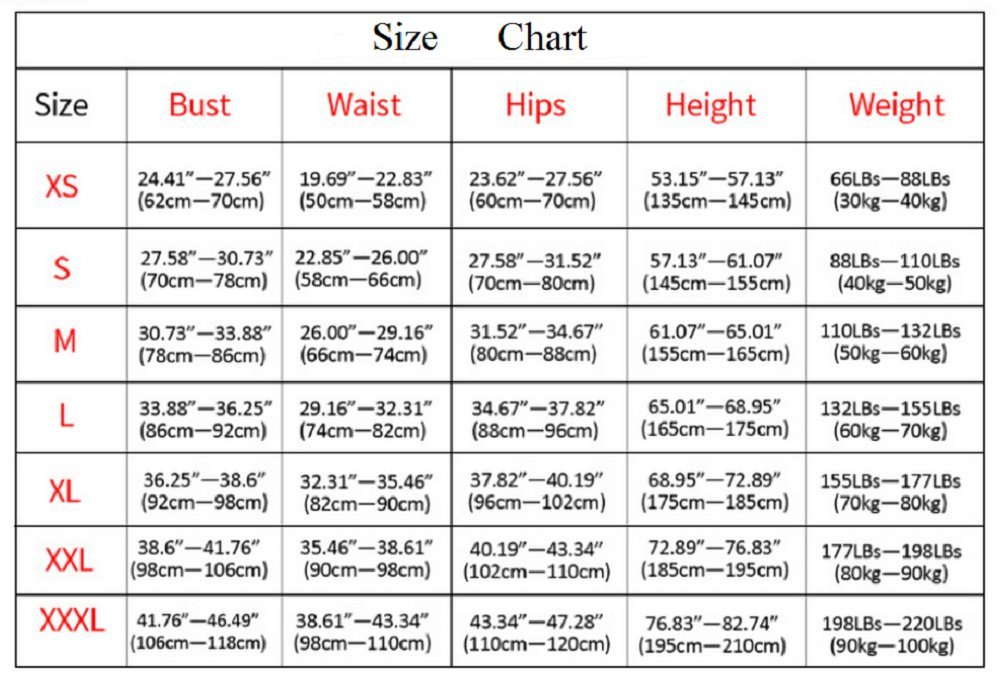 Size Chart
Size Bust Waist Hips Height Weight
XS 24.41″—27.56″ 19.69″—22.83″ 23.62″—27.56″ 53.15″—57.13″ 66LBs—88LBs
(62cm—70cm) (50cm—58cm) (60cm—70cm) (135cm—145cm) (30kg—40kg)
S 27.58″—30.73″ 22.85″—26.00″ 27.58″—31.52″ 57.13″—61.07″ 88LBs—110LBs
(70cm—78cm) (58cm—66cm) (70cm—80cm) (145cm—155cm) (40kg—50kg)
M 30.73″—33.88″ 26.00″—29.16″ 31.52″—34.67″ 61.07″—65.01″ 110LBs—132LBs
(78cm—86cm) (66cm—74cm) (80cm—88cm) (155cm—165cm) (50kg—60kg)
L 33.88″—36.25″ 29.16″—32.31″ 34.67″—37.82″ 65.01″—68.95″ 132LBs—155LBs
(86cm—92cm) (74cm—82cm) (88cm—96cm) (165cm—175cm) (60kg—70kg)
XL 36.25″—38.6″ 32.31″—35.46″ 37.82″—40.19″ 68.95″—72.89″ 155LBs—177LBs
(92cm—98cm) (82cm—90cm) (96cm—102cm) (175cm—185cm) (70kg—80kg)
XXL 38.6″—41.76″ 35.46″—38.61″ 40.19″—43.34″ 72.89″—76.83″ 177LBs—198LBs
(98cm—106cm) (90cm—98cm) (102cm—110cm) (185cm—195cm) (80kg—90kg)
XXXL 41.76″—46.49″ 38.61″—43.34″ 43.34″—47.28″ 76.83″—82.74″ 198LBs—220LBs
(106cm—118cm) (98cm—110cm) (110cm—120cm) (195cm—210cm) (90kg—100kg)